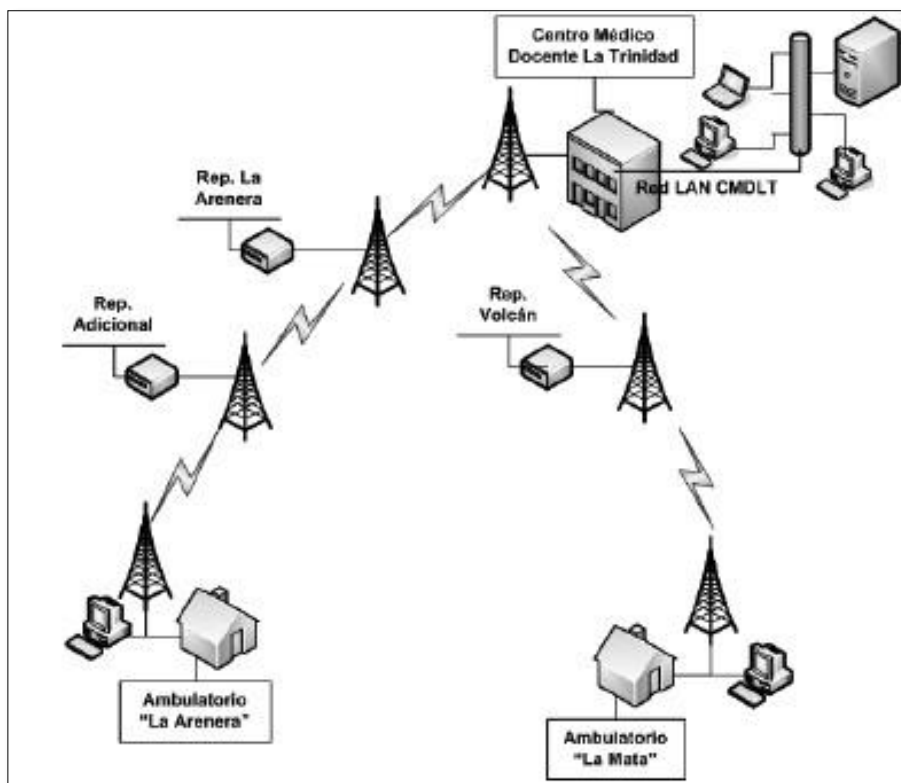 Centro Médico
Docente La Trinidad
Red LAN CMDLT
Rep. La
Arenera
Rep.
Adicional
Rep.
Volcán
Ambulatorio
"La Arenera"
Ambulatorio
"La Mata"